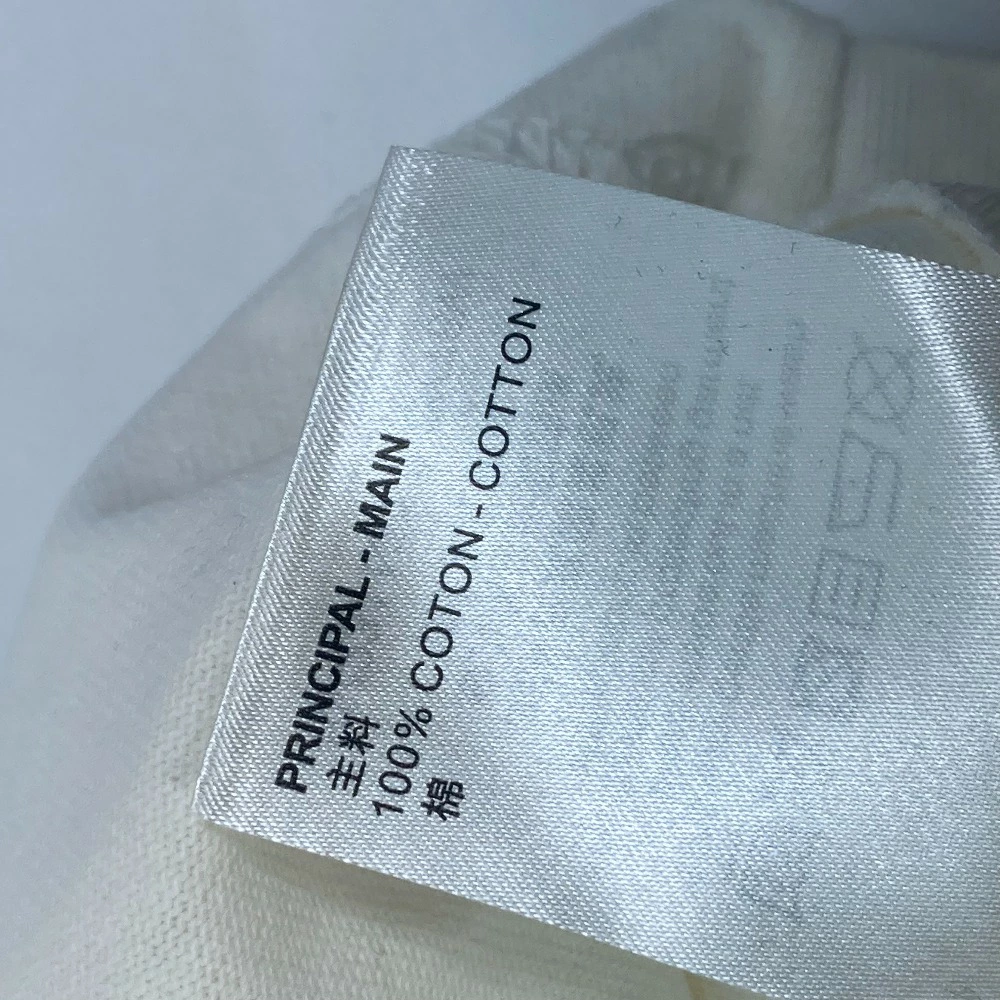 PRINCIPAL - MAIN
主料
100% COTON - COTTON
棉